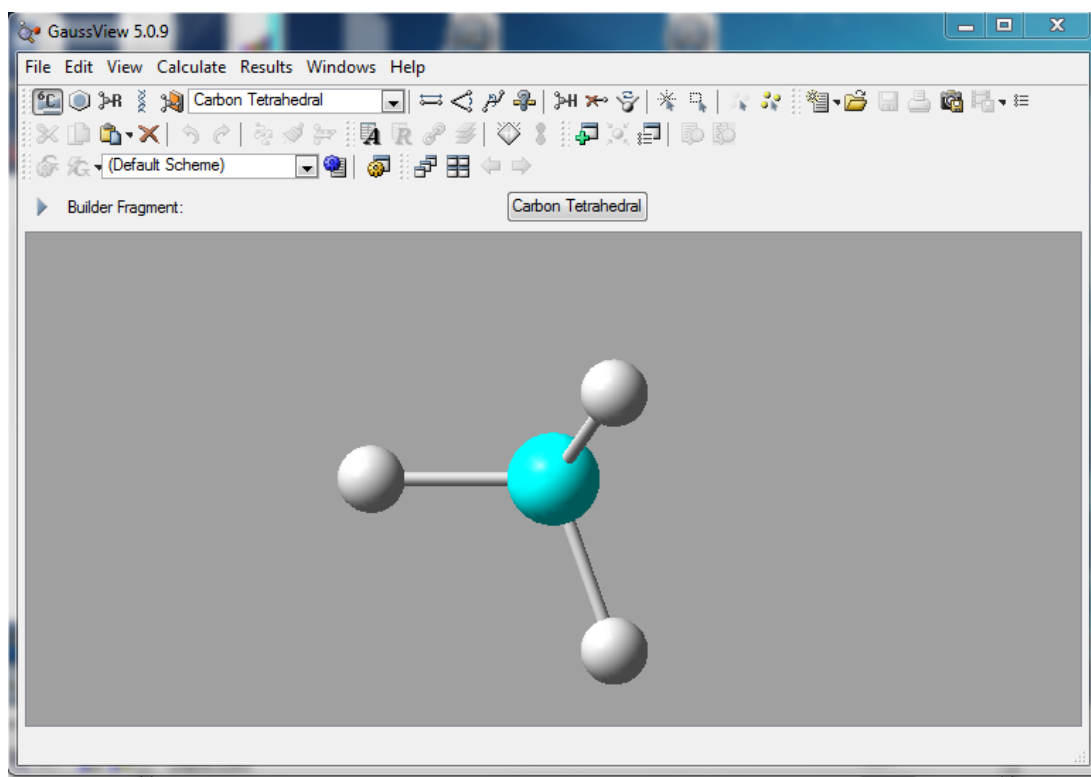 GaussView 5.0.9
File Edit View Calculate Results Windows Help
6C R Carbon Tetrahedral H
A R
(Default Scheme)
Builder Fragment: Carbon Tetrahedral